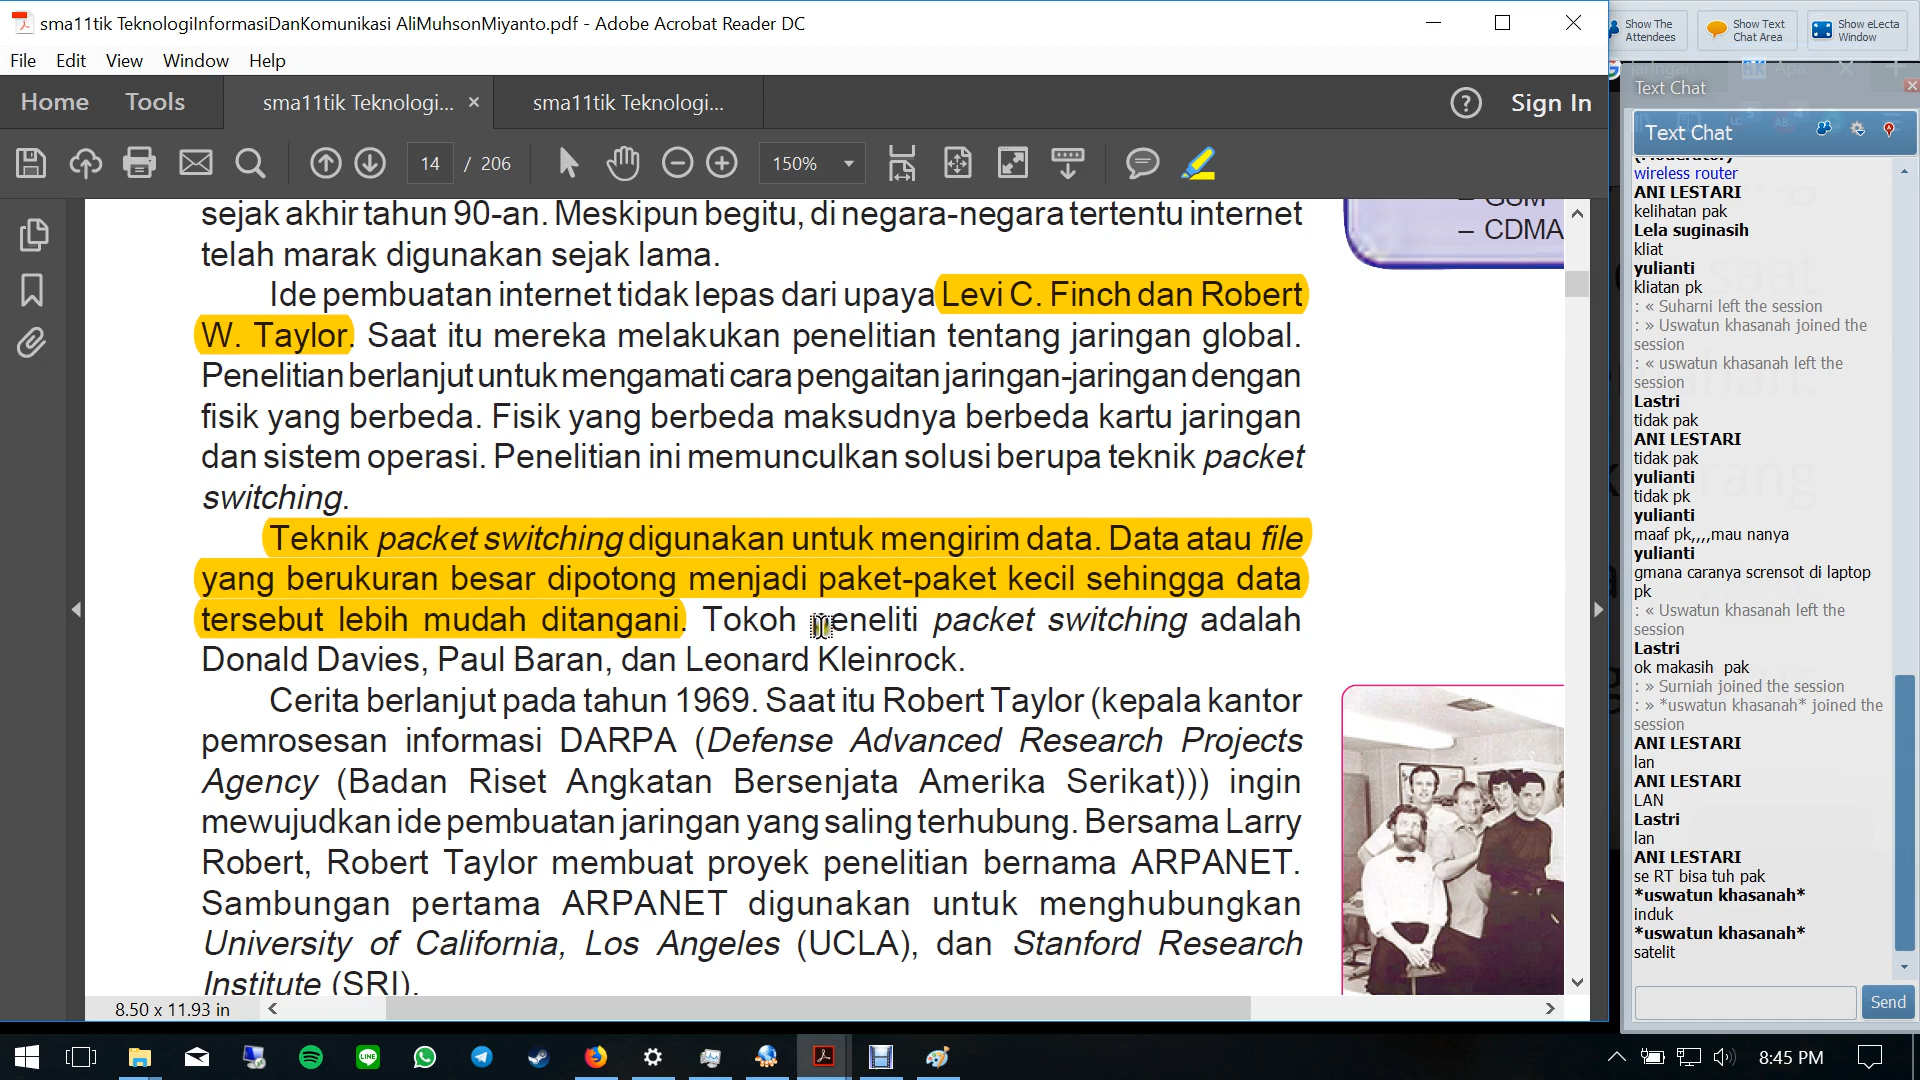 sma11tik TeknologiInformasiDanKomunikasi AliMuhsonMiyanto.pdf - Adobe Acrobat Reader DC
File Edit View Window Help
Home Tools sma11tik Teknologi... × sma11tik Teknologi... Sign In
14 / 206 150%
sejak akhir tahun 90-an. Meskipun begitu, di negara-negara tertentu internet
telah marak digunakan sejak lama.
Ide pembuatan internet tidak lepas dari upaya Levi C. Finch dan Robert
W. Taylor. Saat itu mereka melakukan penelitian tentang jaringan global.
Penelitian berlanjut untuk mengamati cara pengaitan jaringan-jaringan dengan
fisik yang berbeda. Fisik yang berbeda maksudnya berbeda kartu jaringan
dan sistem operasi. Penelitian ini memunculkan solusi berupa teknik packet
switching.
Teknik packet switching digunakan untuk mengirim data. Data atau file
yang berukuran besar dipotong menjadi paket-paket kecil sehingga data
tersebut lebih mudah ditangani. Tokoh peneliti packet switching adalah
Donald Davies, Paul Baran, dan Leonard Kleinrock.
Cerita berlanjut pada tahun 1969. Saat itu Robert Taylor (kepala kantor
pemrosesan informasi DARPA (Defense Advanced Research Projects
Agency (Badan Riset Angkatan Bersenjata Amerika Serikat))) ingin
mewujudkan ide pembuatan jaringan yang saling terhubung. Bersama Larry
Robert, Robert Taylor membuat proyek penelitian bernama ARPANET.
Sambungan pertama ARPANET digunakan untuk menghubungkan
University of California, Los Angeles (UCLA), dan Stanford Research
Institute (SRI).
– GSM
– CDMA
8.50 x 11.93 in
Show The Attendees
Show Text Chat Area
Show eLecta Window
Text Chat
Text Chat
(Moderator)
wireless router
ANI LESTARI
kelihatan pak
Lela suginasih
kliat
yulianti
kliatan pk
: « Suharni left the session
: » Uswatun khasanah joined the
session
: « uswatun khasanah left the
session
Lastri
tidak pak
ANI LESTARI
tidak pak
yulianti
tidak pk
yulianti
maaf pk,,,,mau nanya
yulianti
gmana caranya scrensot di laptop
pk
: « Uswatun khasanah left the
session
Lastri
ok makasih pak
: » Surniah joined the session
: » *uswatun khasanah* joined the
session
ANI LESTARI
lan
ANI LESTARI
LAN
Lastri
lan
ANI LESTARI
se RT bisa tuh pak
*uswatun khasanah*
induk
*uswatun khasanah*
satelit
Send
8:45 PM